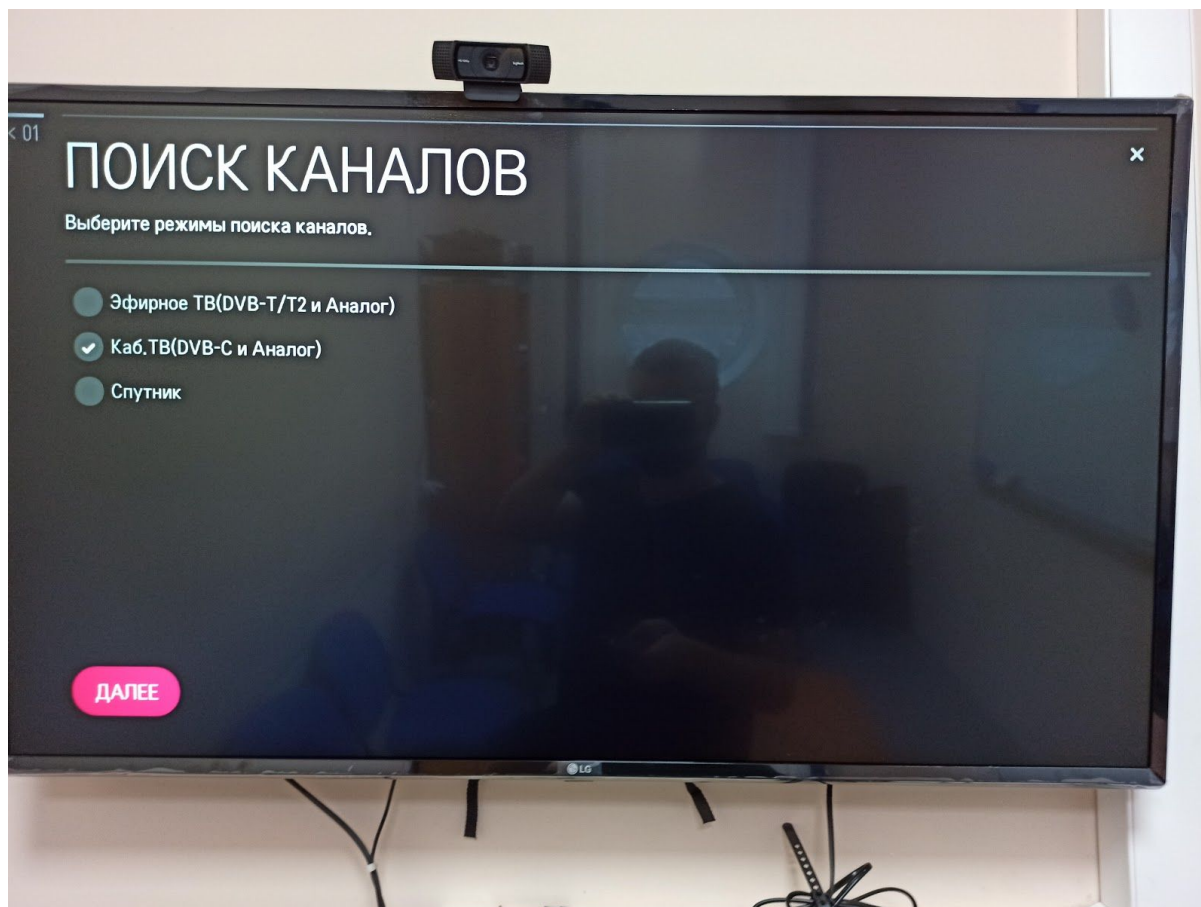 < 01
ПОИСК КАНАЛОВ
×
Выберите режимы поиска каналов.
Эфирное ТВ(DVB-T/T2 и Аналог)
Каб.ТВ(DVB-C и Аналог)
Спутник
ДАЛЕЕ
LG